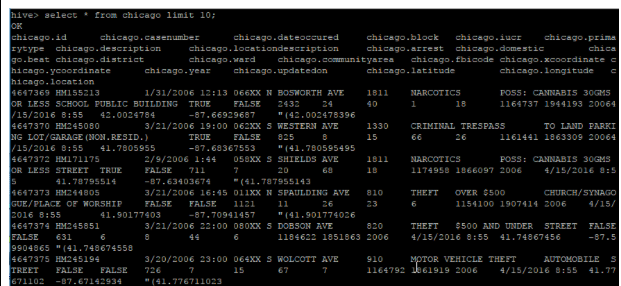 hive> select * from chicago limit 10;
OK
chicago.id chicago.casenumber chicago.dateoccured chicago.block chicago.iucr chicago.prima
rytype chicago.description chicago.locationdescription chicago.arrest chicago.domestic chica
go.beat chicago.district chicago.ward chicago.communityarea chicago.fbicode chicago.xcoordinate c
hicago.ycoordinate chicago.year chicago.updatedon chicago.latitude chicago.longitude c
hicago.location
4647369 HM155213 1/31/2006 12:13 066XX N BOSWORTH AVE 1811 NARCOTICS POSS: CANNABIS 30GMS
OR LESS SCHOOL PUBLIC BUILDING TRUE FALSE 2432 24 40 1 18 1164737 1944193 20064
/15/2016 8:55 42.0024784 -87.66929687 "(42.002478396
4647370 HM245080 3/21/2006 19:00 062XX S WESTERN AVE 1330 CRIMINAL TRESPASS TO LAND PARKI
NG LOT/GARAGE(NON.RESID.) TRUE FALSE 825 8 15 66 26 1161441 1863309 20064
/15/2016 8:55 41.7805955 -87.68367553 "(41.780595495
4647372 HM171175 2/9/2006 1:44 058XX S SHIELDS AVE 1811 NARCOTICS POSS: CANNABIS 30GMS
OR LESS STREET TRUE FALSE 711 7 20 68 18 1174958 1866097 2006 4/15/2016 8:5
5 41.78795514 -87.63403674 "(41.787955143
4647373 HM244805 3/21/2006 16:45 011XX N SPAULDING AVE 820 THEFT OVER $500 CHURCH/SYNAGO
GUE/PLACE OF WORSHIP FALSE FALSE 1121 11 26 23 6 1154100 1907414 2006 4/15/
2016 8:55 41.90177403 -87.70941457 "(41.901774026
4647374 HM245851 3/21/2006 22:00 080XX S DOBSON AVE 820 THEFT $500 AND UNDER STREET FALSE
FALSE 631 6 8 44 6 1184622 1851863 2006 4/15/2016 8:55 41.74867456 -87.5
9904865 "(41.748674558
4647375 HM245194 3/20/2006 23:00 064XX S WOLCOTT AVE 910 MOTOR VEHICLE THEFT AUTOMOBILE S
TREET FALSE FALSE 726 7 15 67 7 1164792 1861919 2006 4/15/2016 8:55 41.77
671102 -87.67142934 "(41.776711023